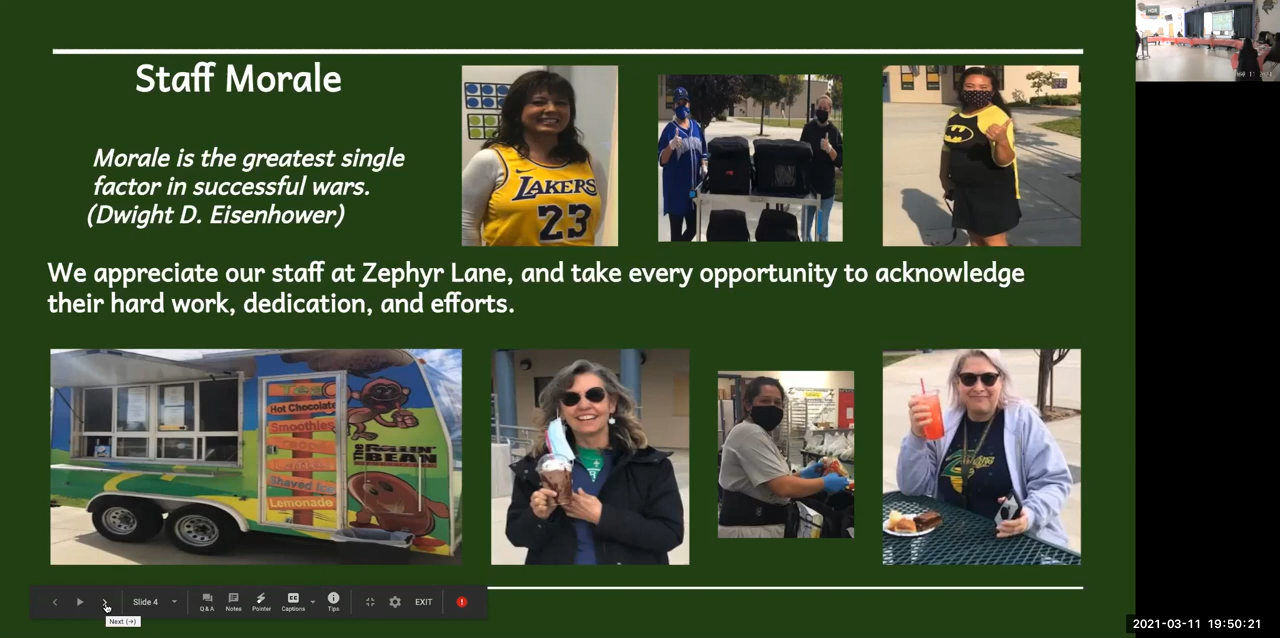 Staff Morale
Morale is the greatest single
factor in successful wars.
(Dwight D. Eisenhower)
LAKERS
23
We appreciate our staff at Zephyr Lane, and take every opportunity to acknowledge
their hard work, dedication, and efforts.
Hot Chocolate
Smoothies
Shaved Ice
Lemonade
THE ROLLIN' BEAN
Slide 4
Q & A
Notes
Pointer
CC
Captions
Tips
EXIT
Next (→)
2021-03-11 19:50:21